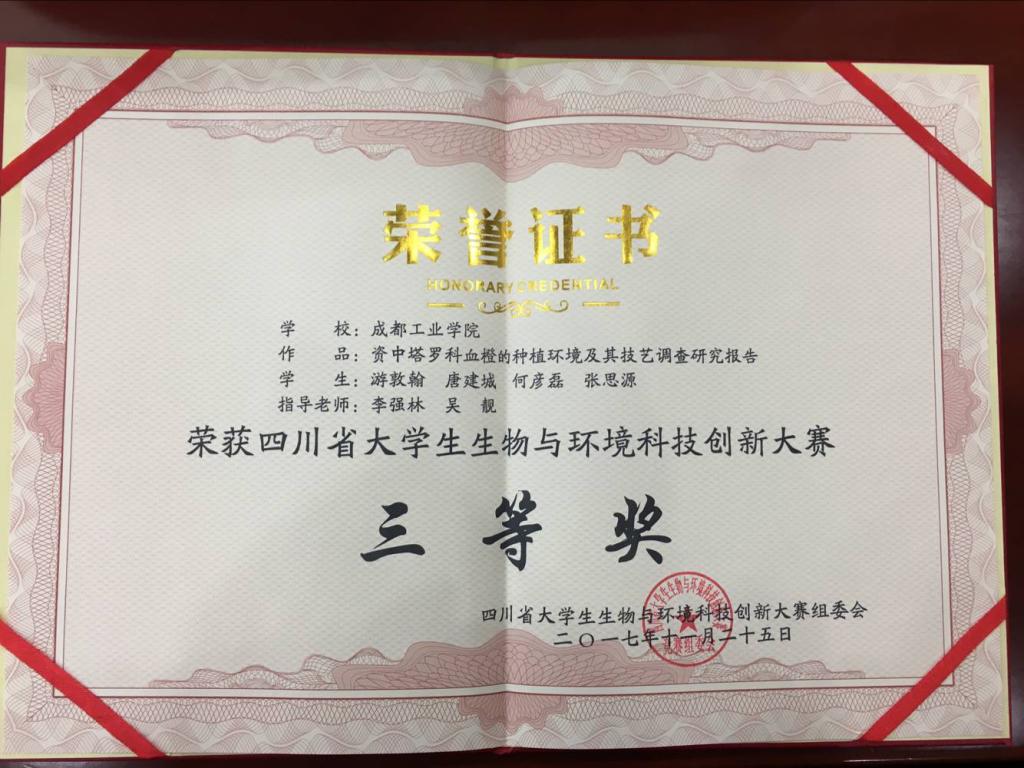 荣誉证书
HONORARY CREDENTIAL
学 校：成都工业学院
作 品：资中塔罗科血橙的种植环境及其技艺调查研究报告
学 生：游敦翰 唐建城 何彦磊 张思源
指导老师：李强林 吴 靓
荣获四川省大学生生物与环境科技创新大赛
三等奖
四川省大学生生物与环境科技创新大赛组委会
二〇一七年十一月二十五日
竞赛组委会